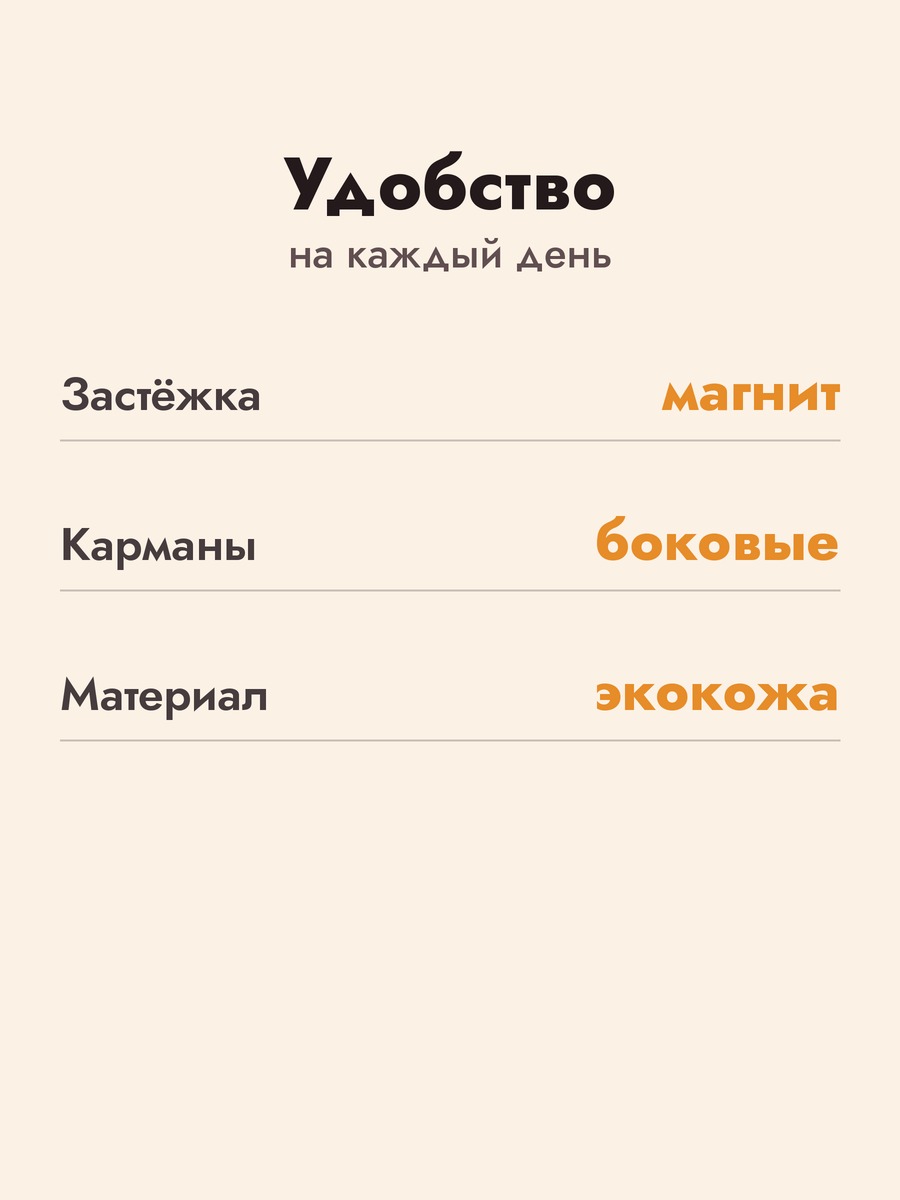 Удобство
на каждый день
Застёжка магнит
Карманы боковые
Материал экокожа